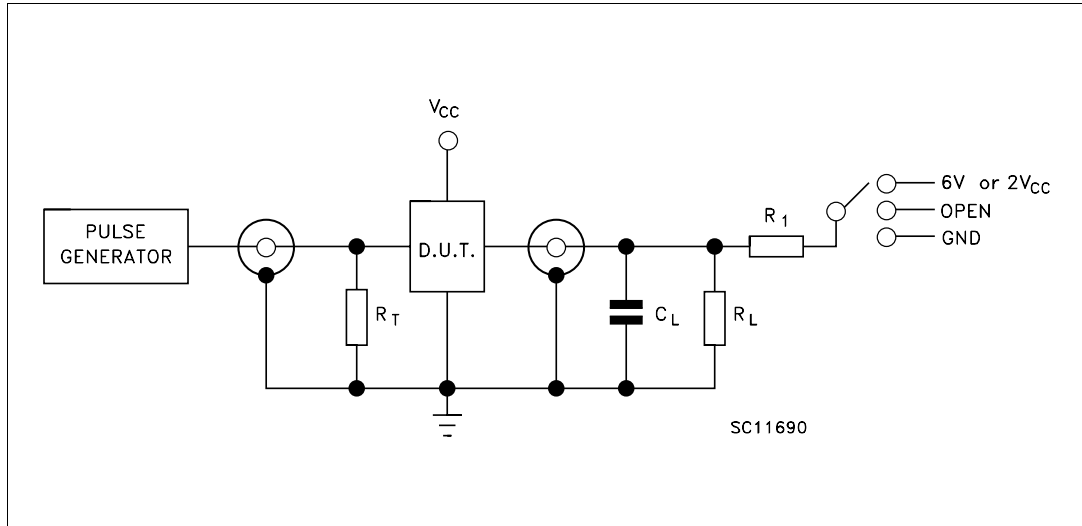 VCC
6V or 2VCC
OPEN
GND
R1
PULSE
GENERATOR
D.U.T.
RT
CL
RL
SC11690